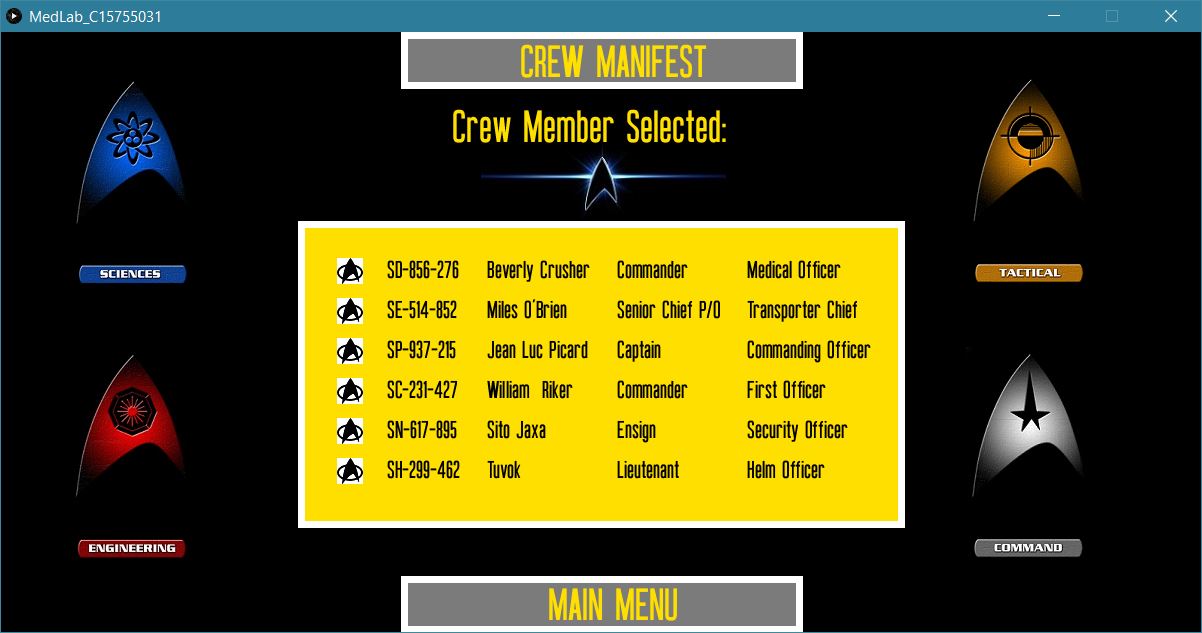 MedLab_C15755031
CREW MANIFEST
Crew Member Selected:
SCIENCES
TACTICAL
SD-856-276 Beverly Crusher Commander Medical Officer
SE-514-852 Miles O'Brien Senior Chief P/O Transporter Chief
SP-937-215 Jean Luc Picard Captain Commanding Officer
SC-231-427 William Riker Commander First Officer
SN-617-895 Sito Jaxa Ensign Security Officer
SH-299-462 Tuvok Lieutenant Helm Officer
ENGINEERING
COMMAND
MAIN MENU